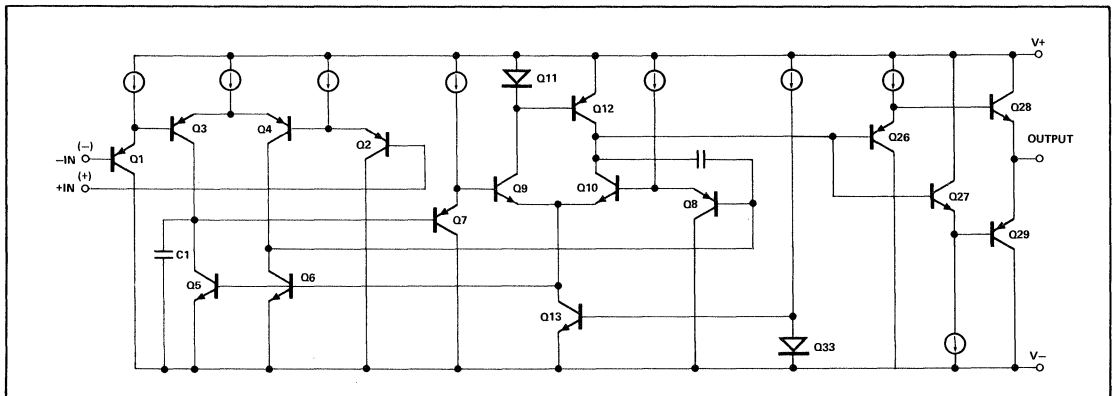 V+
Q11
Q12
Q28
Q3
Q4
Q26
Q2
OUTPUT
(−)
−IN
Q1
(+)
+IN
Q9
Q10
Q27
Q8
Q7
Q29
C1
Q5
Q6
Q13
Q33
V−